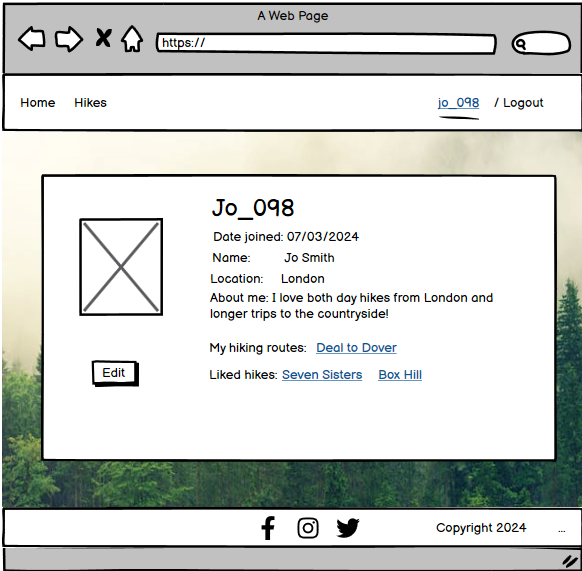 A Web Page
https://
Home Hikes jo_098 / Logout
Jo_098
Date joined: 07/03/2024
Name: Jo Smith
Location: London
About me: I love both day hikes from London and
longer trips to the countryside!
My hiking routes: Deal to Dover
Edit
Liked hikes: Seven Sisters Box Hill
Copyright 2024 ...